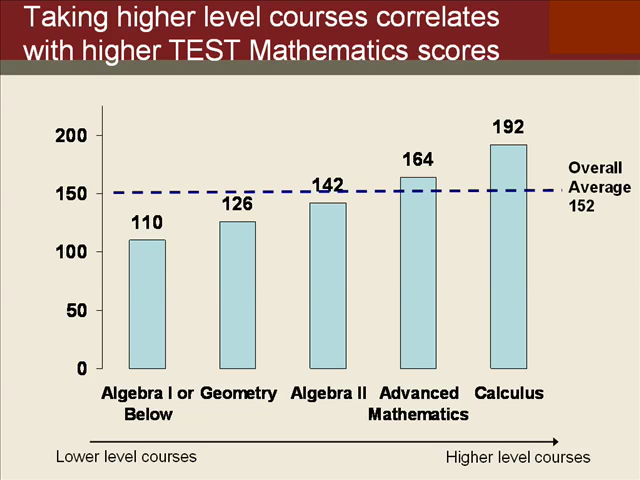 Taking higher level courses correlates
with higher TEST Mathematics scores
200
150
100
50
0
110
126
142
164
192
Overall
Average
152
Algebra I or
Below
Geometry
Algebra II
Advanced
Mathematics
Calculus
Lower level courses
Higher level courses